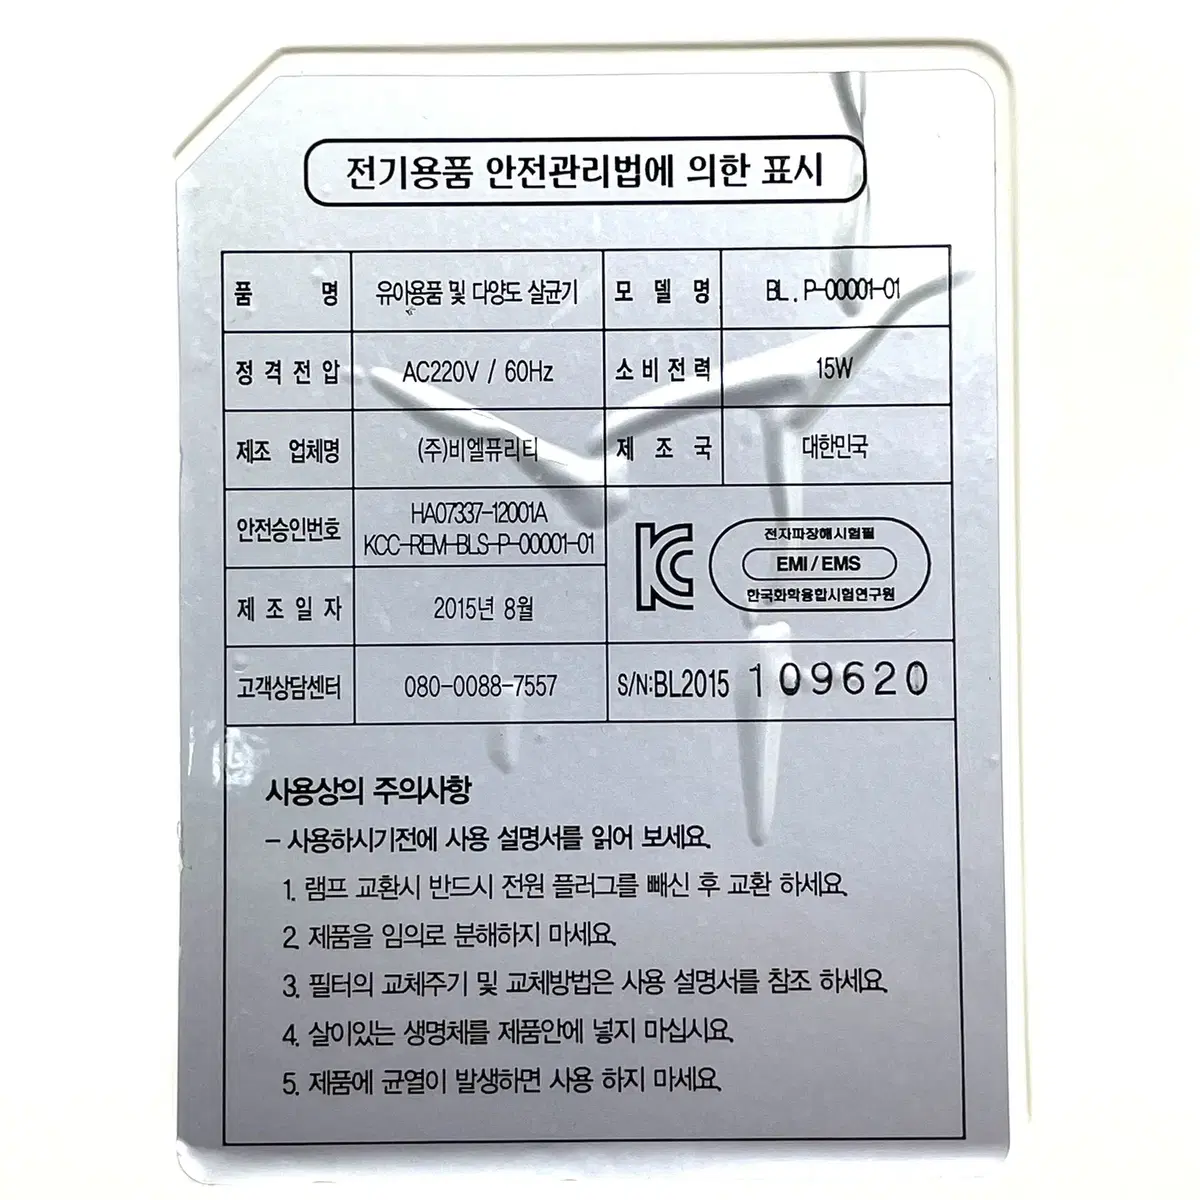 전기용품 안전관리법에 의한 표시
품 명 유아용품 및 다양도 살균기 모 델 명 BL. P-00001-01
정 격 전 압 AC220V / 60Hz 소 비 전 력 15W
제조 업체명 (주)비엘퓨리티 제 조 국 대한민국
안전승인번호 HA07337-12001A
KCC-REM-BLS-P-00001-01
전자파장해시험필
EMI / EMS
한국화학융합시험연구원
제 조 일 자 2015년 8월
고객상담센터 080-0088-7557 S/N:BL2015 109620
사용상의 주의사항
- 사용하시기전에 사용 설명서를 읽어 보세요.
1. 램프 교환시 반드시 전원 플러그를 빼신 후 교환 하세요.
2. 제품을 임의로 분해하지 마세요.
3. 필터의 교체주기 및 교체방법은 사용 설명서를 참조 하세요.
4. 살아있는 생명체를 제품안에 넣지 마십시요.
5. 제품에 균열이 발생하면 사용 하지 마세요.